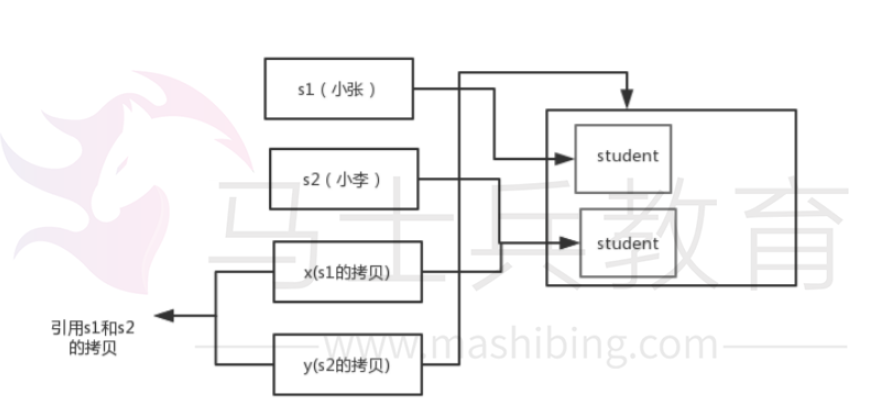 s1（小张）
student
s2（小李）
student
马士兵教育
x(s1的拷贝)
引用s1和s2
的拷贝
www.mashibing.com
y(s2的拷贝)